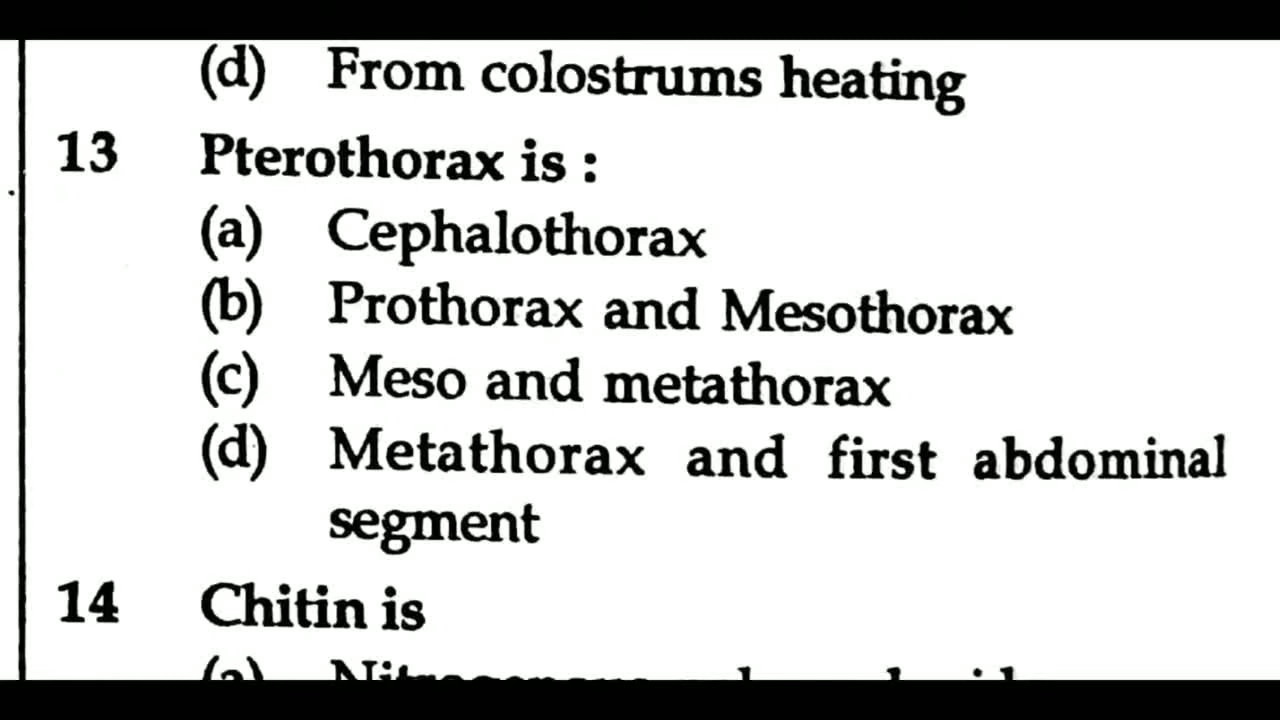 (d) From colostrums heating
13 Pterothorax is :
(a) Cephalothorax
(b) Prothorax and Mesothorax
(c) Meso and metathorax
(d) Metathorax and first abdominal
segment
14 Chitin is
(a)